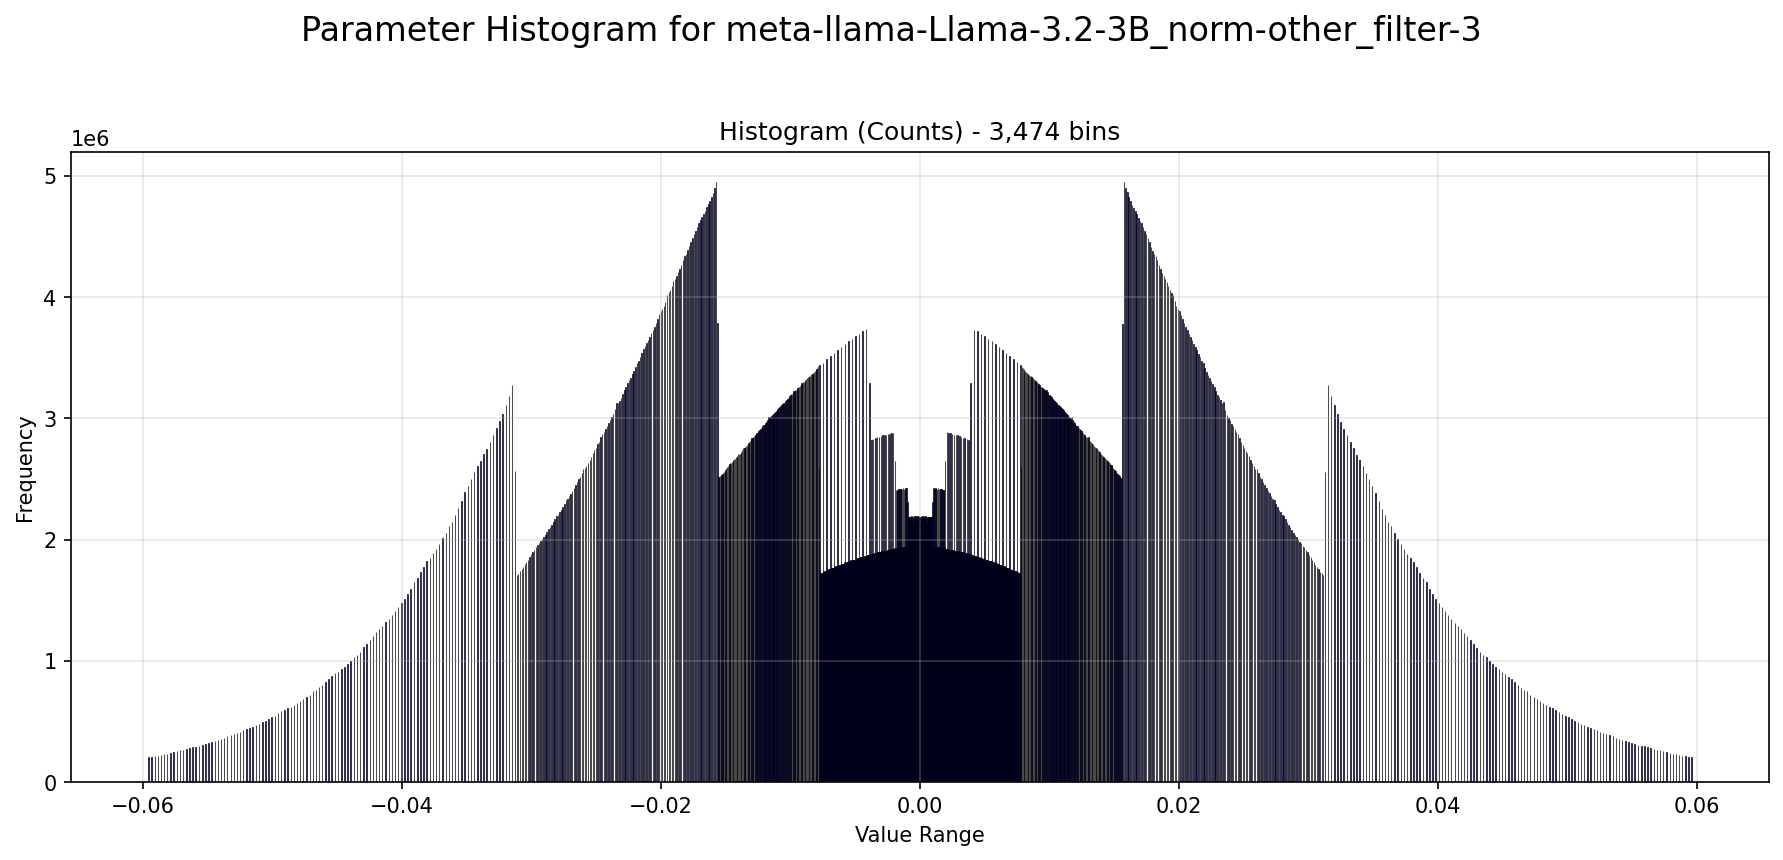 Parameter Histogram for meta-llama-Llama-3.2-3B_norm-other_filter-3
Histogram (Counts) - 3,474 bins
1e6
5
4
3
2
1
0
Frequency
−0.06
−0.04
−0.02
0.00
0.02
0.04
0.06
Value Range